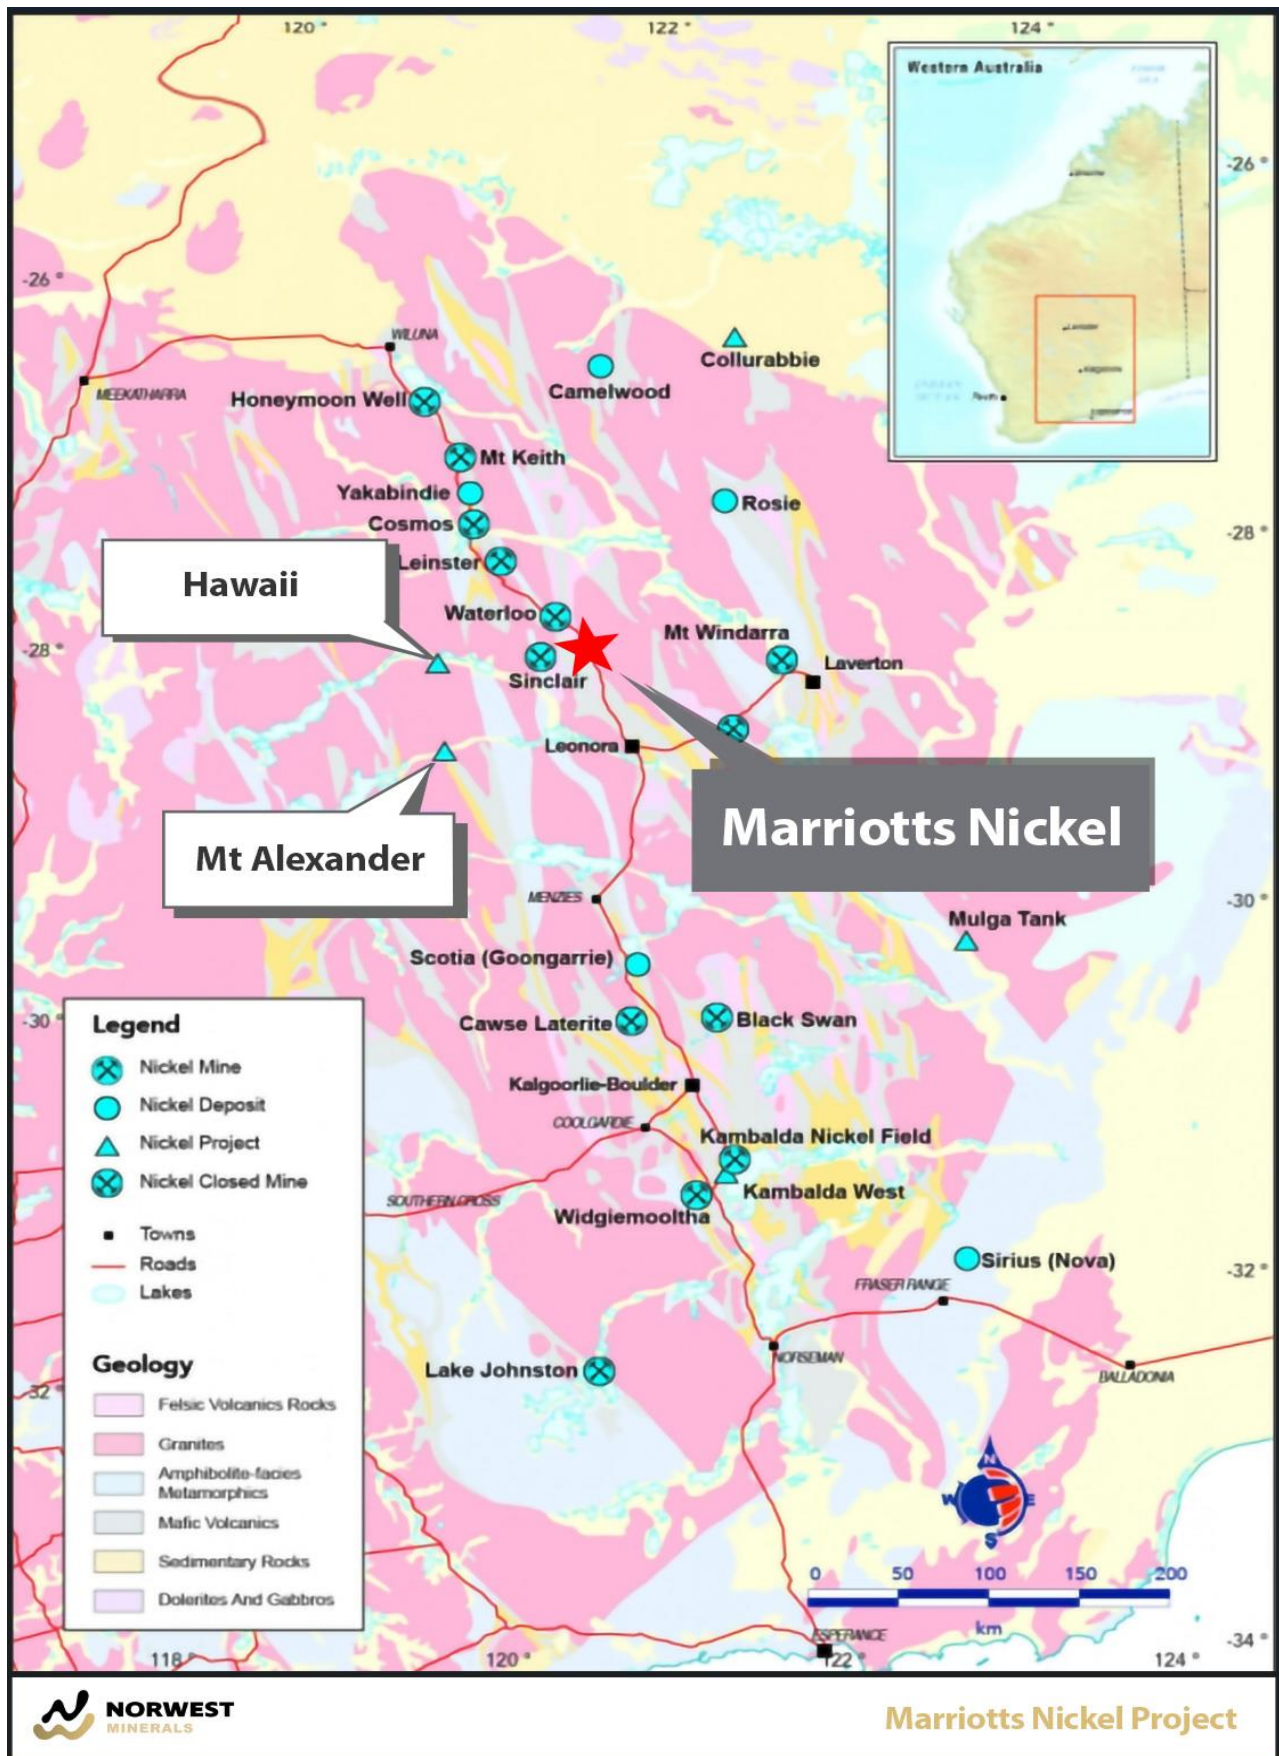 120 °
122 °
124 °
Western Australia
Perth
-26 °
-26 °
WILUNA
MEEKATHARRA
Collurabbie
Camelwood
Honeymoon Well
Mt Keith
Yakabindie
Rosie
Cosmos
-28 °
Leinster
Hawaii
Waterloo
Mt Windarra
-28 °
Laverton
Sinclair
Leonora
Marriotts Nickel
Mt Alexander
MENZIES
-30 °
Mulga Tank
Scotia (Goongarrie)
-30 °
Cawse Laterite
Black Swan
Kalgoorlie-Boulder
COOLGARDIE
Kambalda Nickel Field
Kambalda West
SOUTHERN CROSS
Widgiemooltha
Sirius (Nova)
-32 °
FRASER RANGE
NORSEMAN
BALLADONIA
Lake Johnston
32 °
Legend
Nickel Mine
Nickel Deposit
Nickel Project
Nickel Closed Mine
Towns
Roads
Lakes
Geology
Felsic Volcanics Rocks
Granites
Amphibolite-facies
Metamorphics
Mafic Volcanics
Sedimentary Rocks
Dolerites And Gabbros
N
W
E
S
0 50 100 150 200
km
ESPERANCE
-34 °
118 °
120 °
122 °
124 °
NORWEST
MINERALS
Marriotts Nickel Project